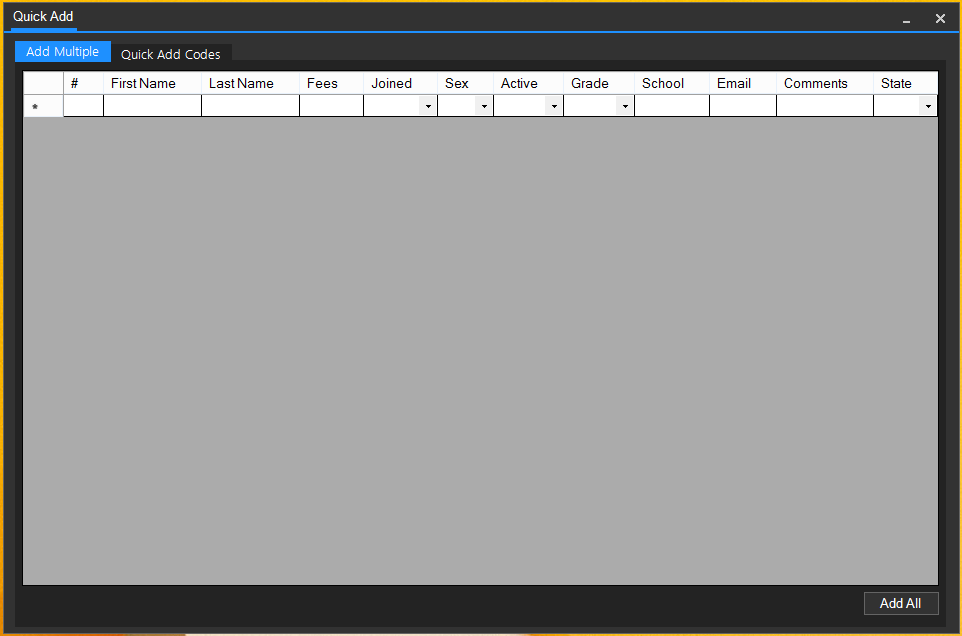 Quick Add
Add Multiple Quick Add Codes
# First Name Last Name Fees Joined Sex Active Grade School Email Comments State
*
Add All